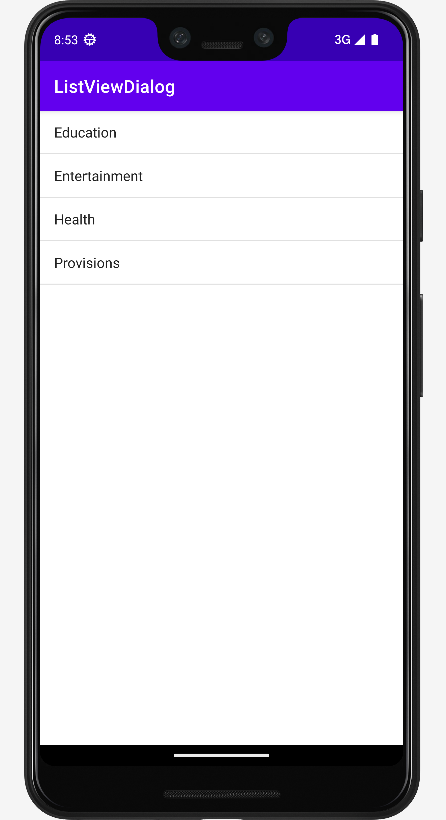 8:53 3G
ListViewDialog
Education
Entertainment
Health
Provisions